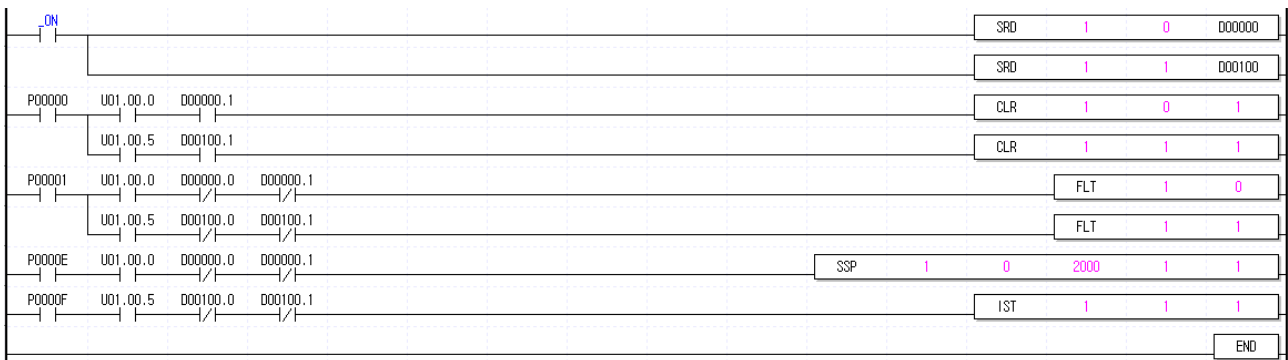 _ON
SRD 1 0 D00000
SRD 1 1 D00100
P00000 U01.00.0 D00000.1 CLR 1 0 1
U01.00.5 D00100.1 CLR 1 1 1
P00001 U01.00.0 D00000.0 D00000.1 FLT 1 0
U01.00.5 D00100.0 D00100.1 FLT 1 1
P0000E U01.00.0 D00000.0 D00000.1 SSP 1 0 2000 1 1
P0000F U01.00.5 D00100.0 D00100.1 IST 1 1 1
END